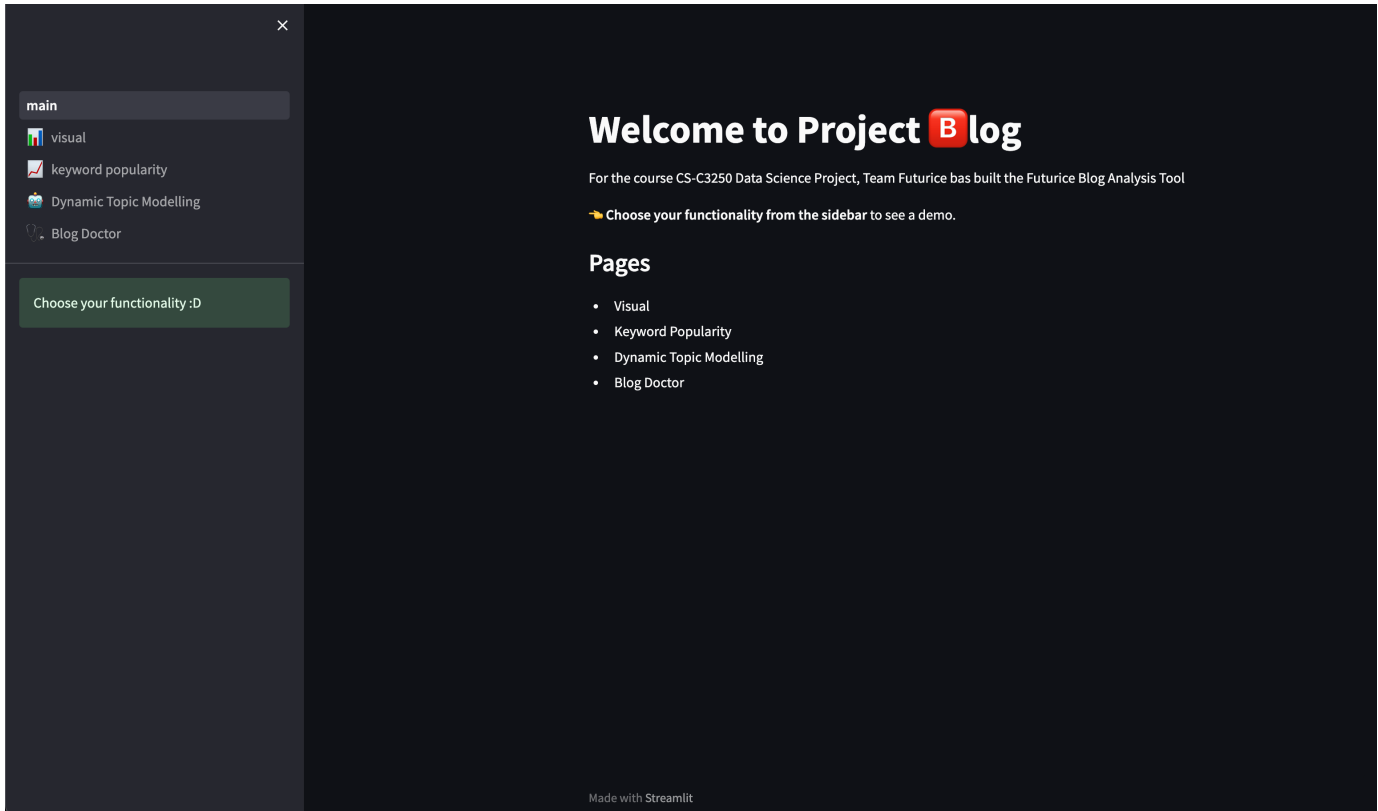 main
visual
keyword popularity
Dynamic Topic Modelling
Blog Doctor
Choose your functionality :D
Welcome to Project 🅱️log
For the course CS-C3250 Data Science Project, Team Futurice bas built the Futurice Blog Analysis Tool
👈 Choose your functionality from the sidebar to see a demo.
Pages
• Visual
• Keyword Popularity
• Dynamic Topic Modelling
• Blog Doctor
Made with Streamlit